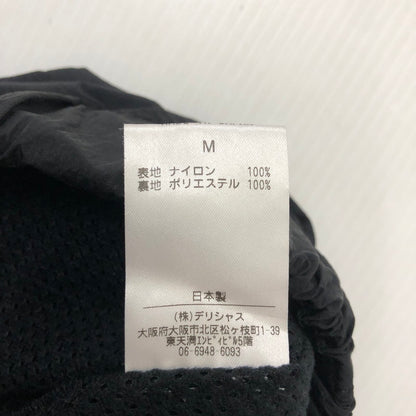 M
表地 ナイロン 100%
裏地 ポリエステル 100%
日本製
(株)デリシャス
大阪府大阪市北区松ヶ枝町1-39
東天満エンビィビル5階
06-6948-6093